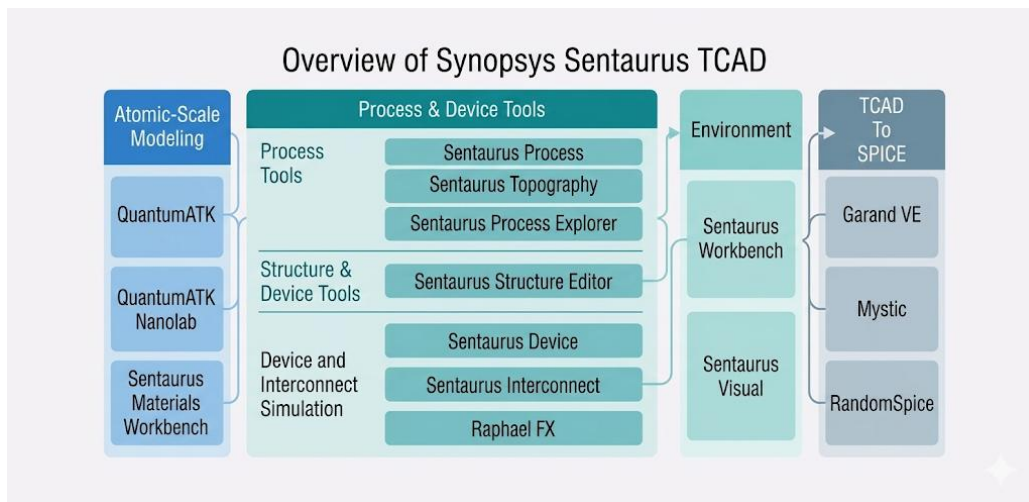 Overview of Synopsys Sentaurus TCAD
Atomic-Scale
Modeling
QuantumATK
QuantumATK
Nanolab
Sentaurus
Materials
Workbench
Process & Device Tools
Process
Tools
Sentaurus Process
Sentaurus Topography
Sentaurus Process Explorer
Structure &
Device Tools
Sentaurus Structure Editor
Device and
Interconnect
Simulation
Sentaurus Device
Sentaurus Interconnect
Raphael FX
Environment
Sentaurus
Workbench
Sentaurus
Visual
TCAD
To
SPICE
Garand VE
Mystic
RandomSpice